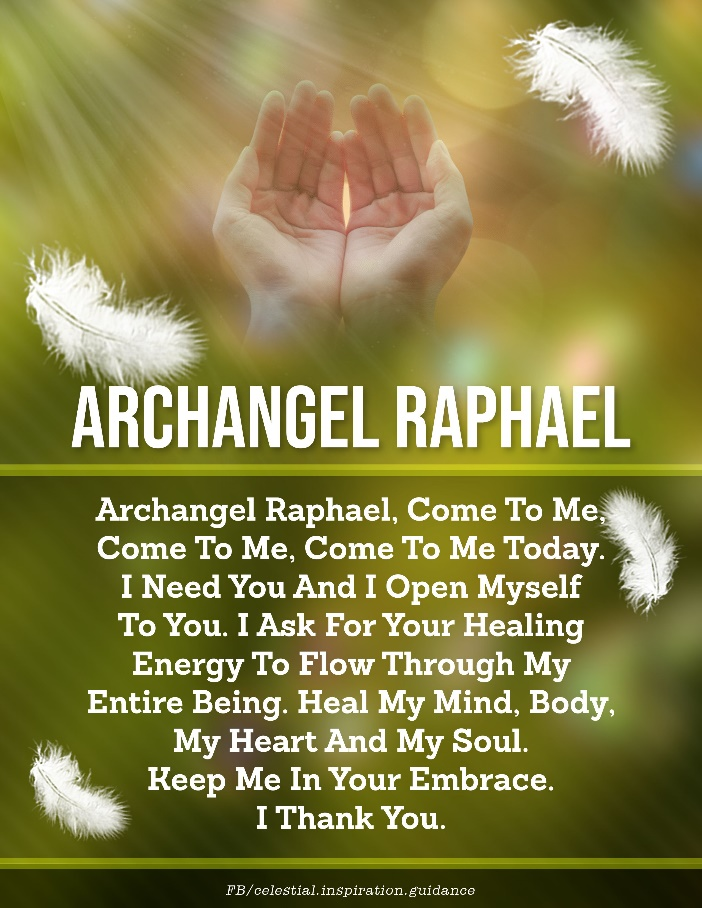 ARCHANGEL RAPHAEL
Archangel Raphael, Come To Me,
Come To Me, Come To Me Today.
I Need You And I Open Myself
To You. I Ask For Your Healing
Energy To Flow Through My
Entire Being. Heal My Mind, Body,
My Heart And My Soul.
Keep Me In Your Embrace.
I Thank You.
FB/celestial.inspiration.guidance